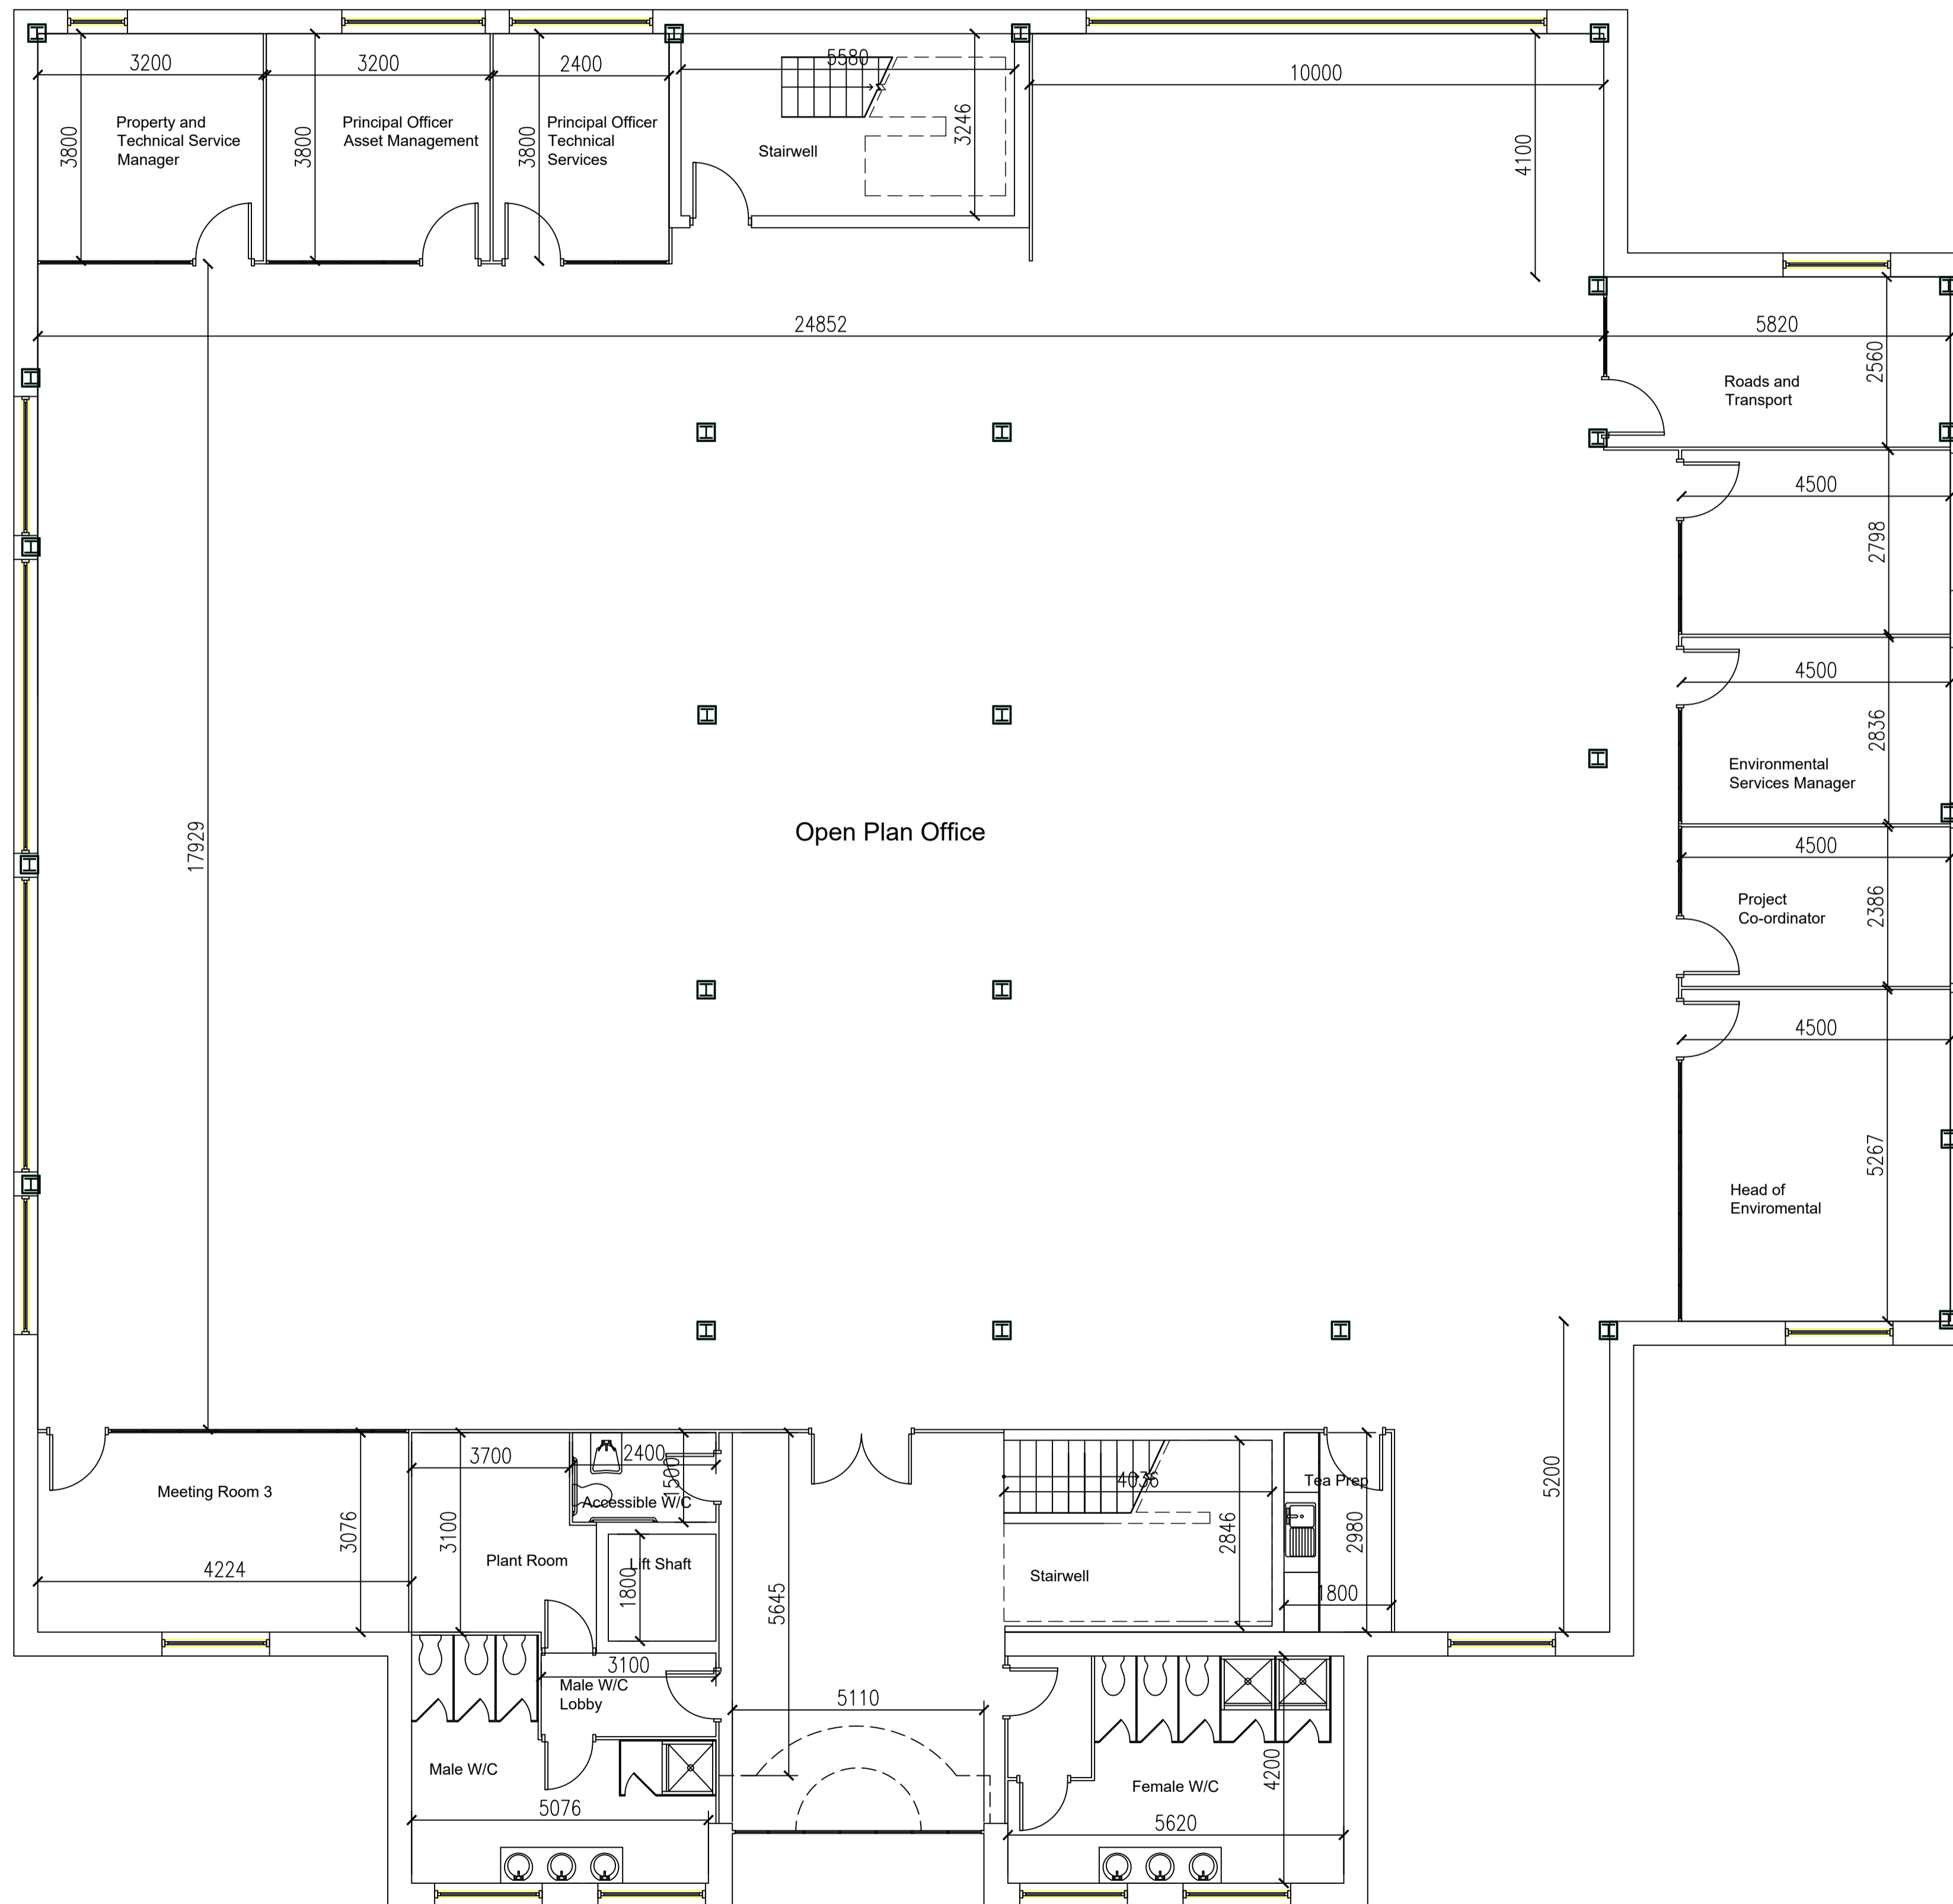 3200
3200
2400
5580
10000
3800
Property and
Technical Service
Manager
3800
Principal Officer
Asset Management
3800
Principal Officer
Technical
Services
Stairwell
3246
4100
24852
5820
2560
Roads and
Transport
4500
2798
4500
2836
Environmental
Services Manager
17929
Open Plan Office
4500
2386
Project
Co-ordinator
4500
5267
Head of
Enviromental
3700
2400
1500
Accessible W/C
4036
Tea Prep
5200
Meeting Room 3
3076
3100
Plant Room
Lift Shaft
1800
4224
5645
Stairwell
2846
2980
1800
3100
Male W/C
Lobby
5110
Male W/C
5076
Female W/C
4200
5620